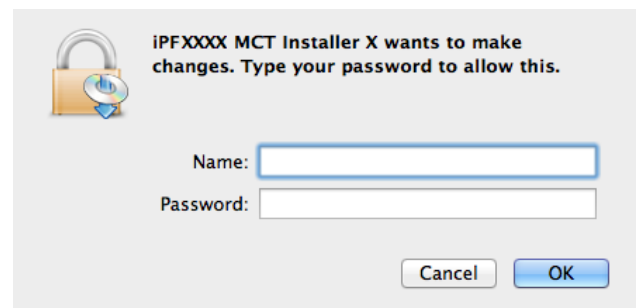 iPFXXXX MCT Installer X wants to make
changes. Type your password to allow this.
Name:
Password:
Cancel
OK